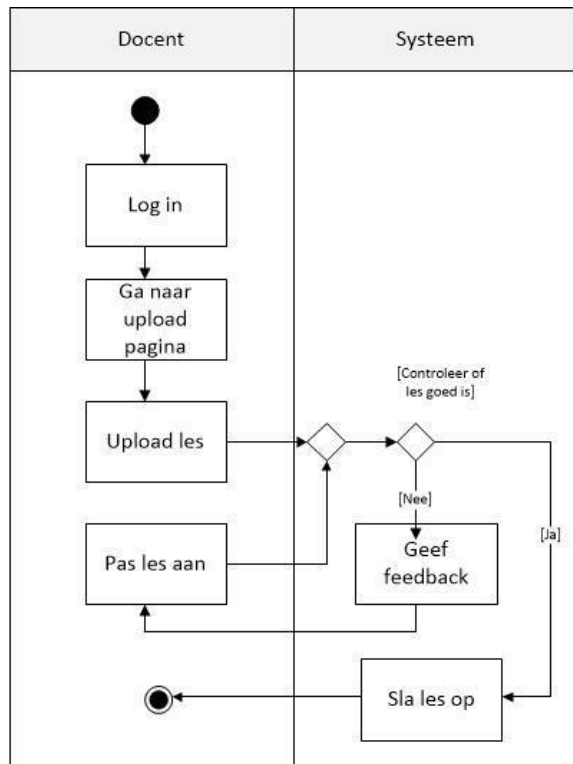 Docent
Systeem
Log in
Ga naar
upload
pagina
[Controleer of
les goed is]
Upload les
[Nee]
[Ja]
Pas les aan
Geef
feedback
Sla les op